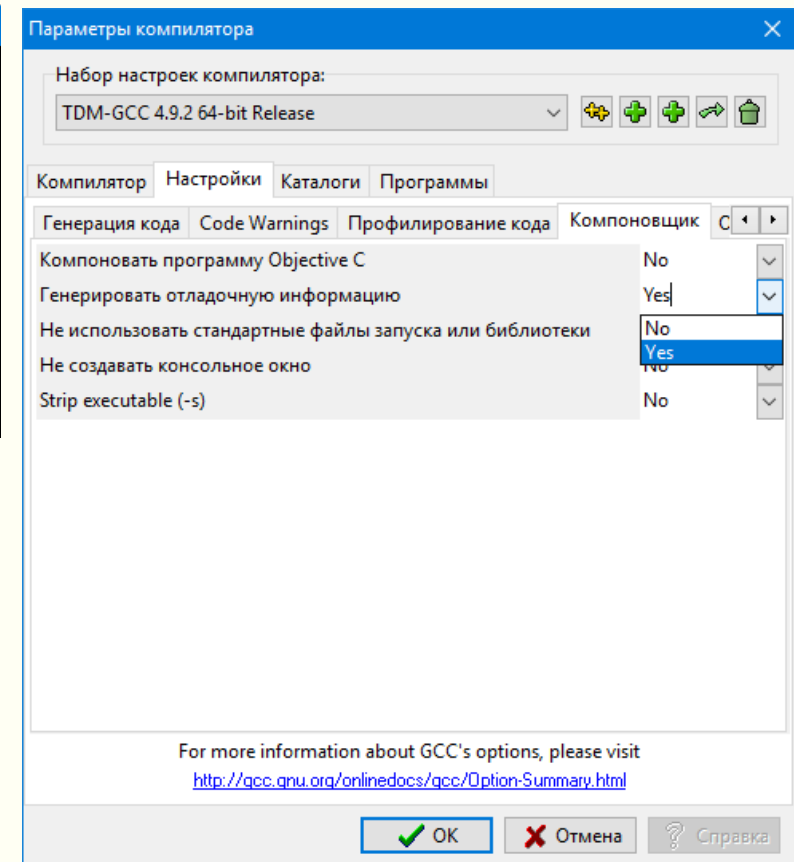 Параметры компилятора
Набор настроек компилятора:
TDM-GCC 4.9.2 64-bit Release
Компилятор Настройки Каталоги Программы
Генерация кода Code Warnings Профилирование кода Компоновщик
Компоновать программу Objective C No
Генерировать отладочную информацию Yes
Не использовать стандартные файлы запуска или библиотеки No
Yes
Не создавать консольное окно No
Strip executable (-s) No
For more information about GCC's options, please visit
http://gcc.gnu.org/onlinedocs/gcc/Option-Summary.html
OK Отмена Справка